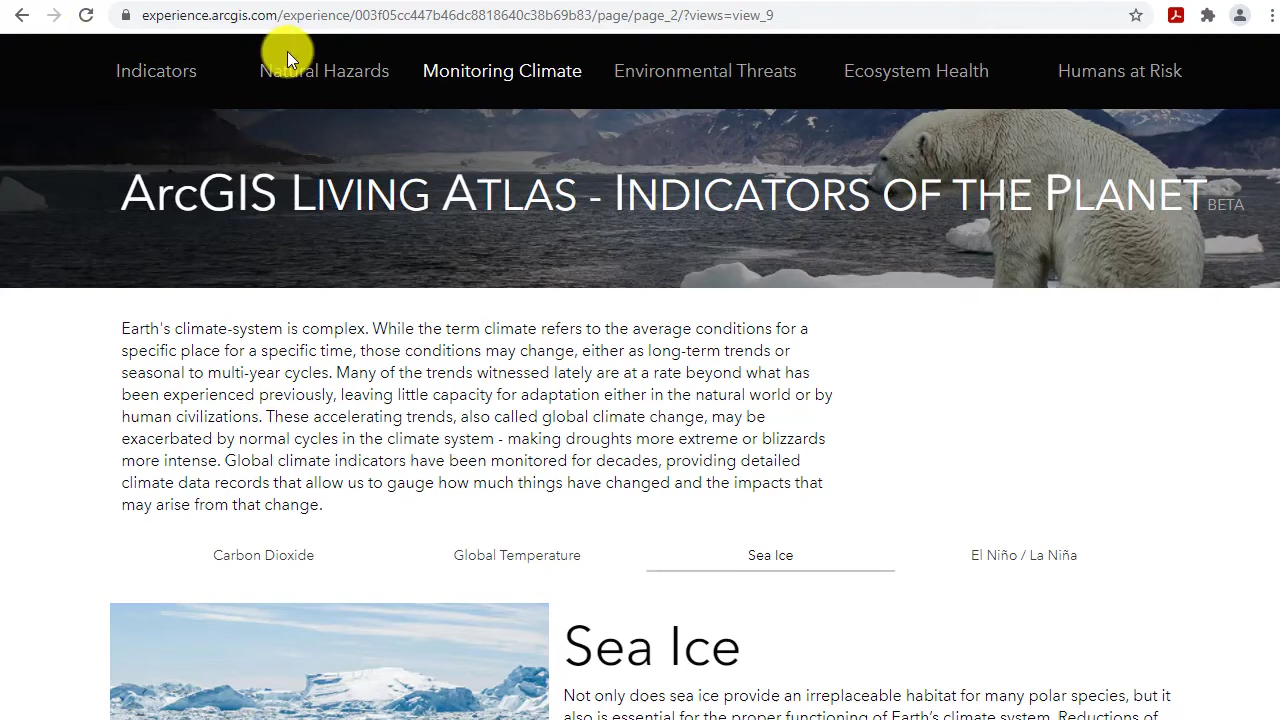 experience.arcgis.com/experience/003f05cc447b46dc8818640c38b69b83/page/page_2/?views=view_9
Indicators Natural Hazards Monitoring Climate Environmental Threats Ecosystem Health Humans at Risk
ArcGIS LIVING ATLAS - INDICATORS OF THE PLANET BETA
Earth's climate-system is complex. While the term climate refers to the average conditions for a
specific place for a specific time, those conditions may change, either as long-term trends or
seasonal to multi-year cycles. Many of the trends witnessed lately are at a rate beyond what has
been experienced previously, leaving little capacity for adaptation either in the natural world or by
human civilizations. These accelerating trends, also called global climate change, may be
exacerbated by normal cycles in the climate system - making droughts more extreme or blizzards
more intense. Global climate indicators have been monitored for decades, providing detailed
climate data records that allow us to gauge how much things have changed and the impacts that
may arise from that change.
Carbon Dioxide Global Temperature Sea Ice El Niño / La Niña
Sea Ice
Not only does sea ice provide an irreplaceable habitat for many polar species, but it
also is essential for the proper functioning of Earth's climate system. Reductions of